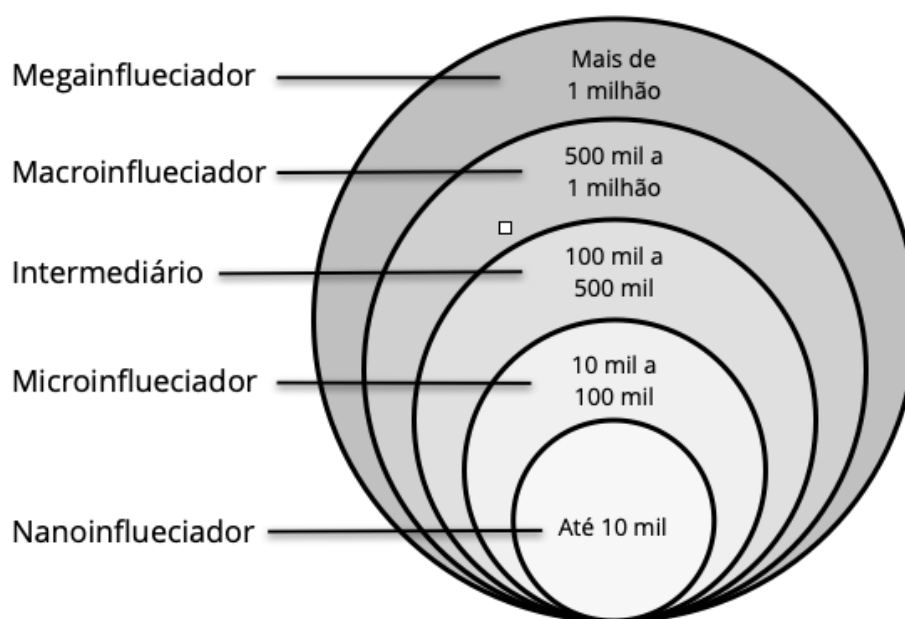 Megainflueciador
Mais de
1 milhão
Macroinflueciador
500 mil a
1 milhão
Intermediário
100 mil a
500 mil
Microinflueciador
10 mil a
100 mil
Nanoinflueciador
Até 10 mil